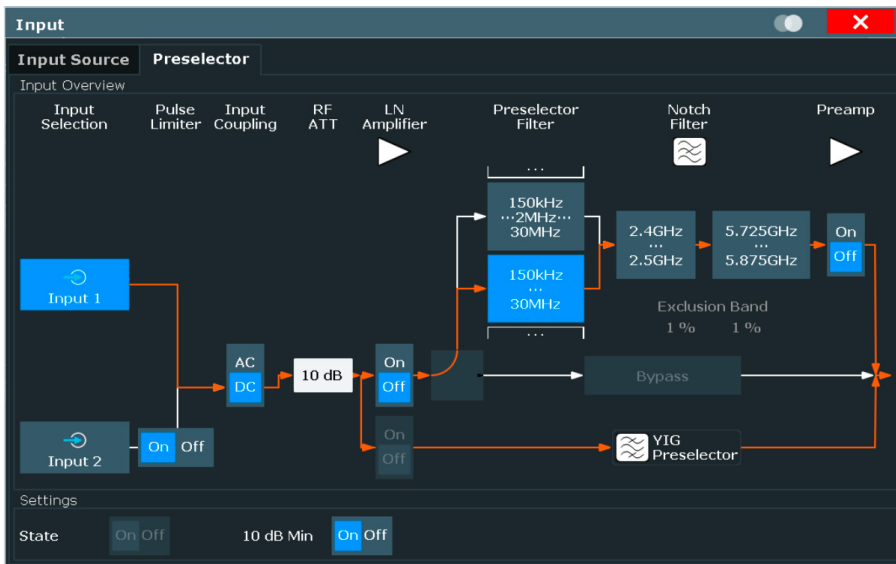 Input
Input Source Preselector
Input Overview
Input Selection Pulse Limiter Input Coupling RF ATT LN Amplifier Preselector Filter Notch Filter Preamp
...
150kHz
...2MHz...
30MHz
2.4GHz
...
2.5GHz
5.725GHz
...
5.875GHz
On
Off
Input 1
150kHz
...
30MHz
Exclusion Band
1 % 1 %
...
AC
DC
10 dB
On
Off
Bypass
Input 2
On Off
On
Off
YIG
Preselector
Settings
State On Off 10 dB Min On Off